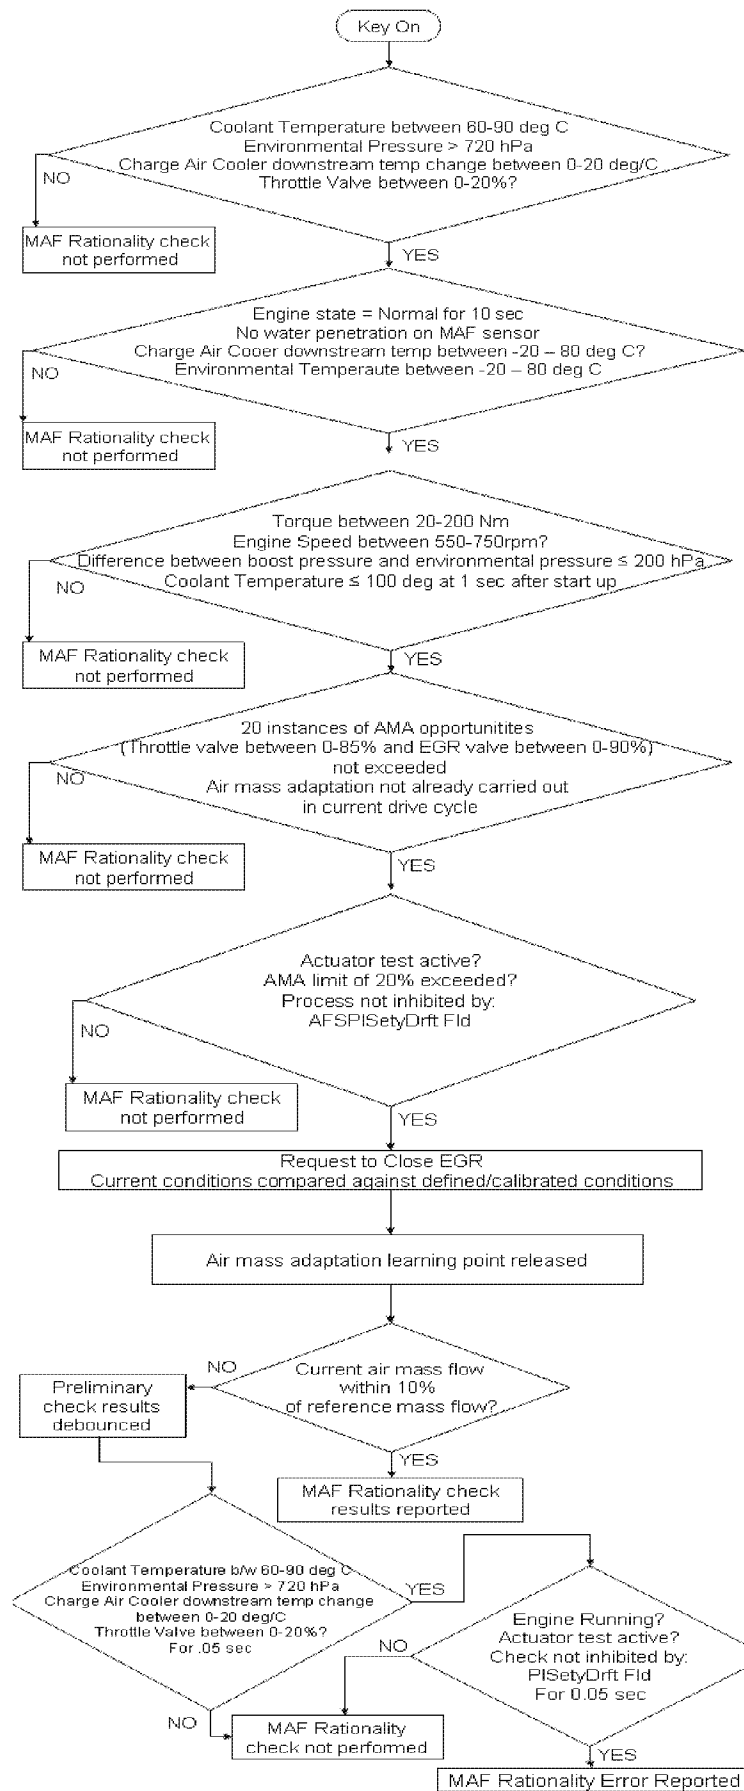 Key On
Coolant Temperature between 60-90 deg C
Environmental Pressure > 720 hPa
Charge Air Cooler downstream temp change between 0-20 deg/C
Throttle Valve between 0-20%?
NO
MAF Rationality check
not performed
YES
Engine state = Normal for 10 sec
No water penetration on MAF sensor
Charge Air Cooer downstream temp between -20 – 80 deg C?
Environmental Temperaute between -20 – 80 deg C
NO
MAF Rationality check
not performed
YES
Torque between 20-200 Nm
Engine Speed between 550-750rpm?
Difference between boost pressure and environmental pressure ≤ 200 hPa
Coolant Temperature ≤ 100 deg at 1 sec after start up
NO
MAF Rationality check
not performed
YES
20 instances of AMA opportunitites
(Throttle valve between 0-85% and EGR valve between 0-90%)
not exceeded
Air mass adaptation not already carried out
in current drive cycle
NO
MAF Rationality check
not performed
YES
Actuator test active?
AMA limit of 20% exceeded?
Process not inhibited by:
AFSPlSetyDrft Fld
NO
MAF Rationality check
not performed
YES
Request to Close EGR
Current conditions compared against defined/calibrated conditions
Air mass adaptation learning point released
Current air mass flow
within 10%
of reference mass flow?
NO
Preliminary
check results
debounced
YES
MAF Rationality check
results reported
Coolant Temperature b/w 60-90 deg C
Environmental Pressure > 720 hPa
Charge Air Cooler downstream temp change
between 0-20 deg/C
Throttle Valve between 0-20%?
For .05 sec
YES
Engine Running?
Actuator test active?
Check not inhibited by:
PlSetyDrft Fld
For 0.05 sec
NO
NO
MAF Rationality
check not performed
YES
MAF Rationality Error Reported